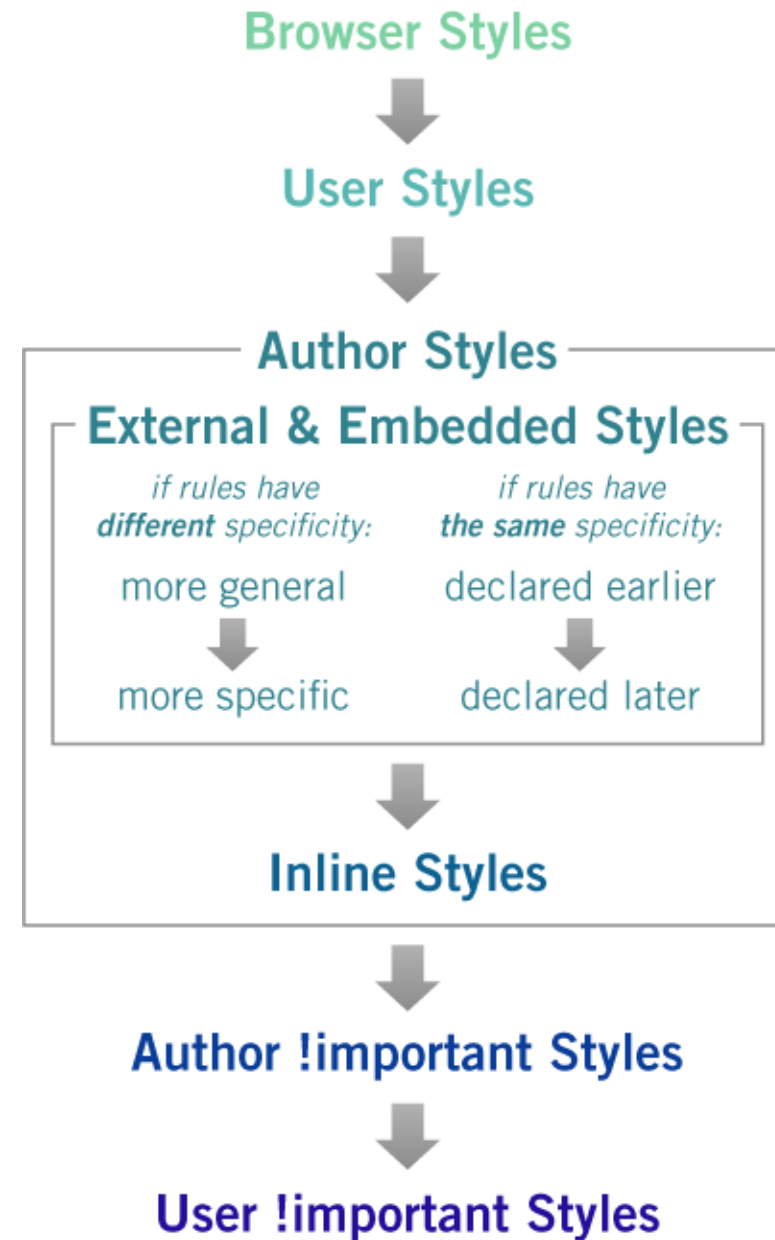 Browser Styles
User Styles
Author Styles
External & Embedded Styles
if rules have
different specificity:
more general
more specific
if rules have
the same specificity:
declared earlier
declared later
Inline Styles
Author !important Styles
User !important Styles